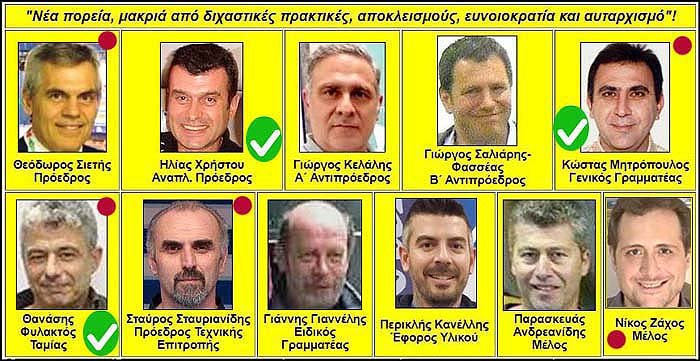 "Νέα πορεία, μακριά από διχαστικές πρακτικές, αποκλεισμούς, ευνοιοκρατία και αυταρχισμό"!
Θεόδωρος Σιετής
Πρόεδρος
Ηλίας Χρήστου
Αναπλ. Πρόεδρος
Γιώργος Κελάλης
Α΄ Αντιπρόεδρος
Γιώργος Σαλιάρης-
Φασσέας
Β΄ Αντιπρόεδρος
Κώστας Μητρόπουλος
Γενικός Γραμματέας
Θανάσης
Φυλακτός
Ταμίας
Σταύρος Σταυριανίδης
Πρόεδρος Τεχνικής
Επιτροπής
Γιάννης Γιαννέλης
Ειδικός
Γραμματέας
Περικλής Κανέλλης
Έφορος Υλικού
Παρασκευάς
Ανδρεανίδης
Μέλος
Νίκος Ζάχος
Μέλος